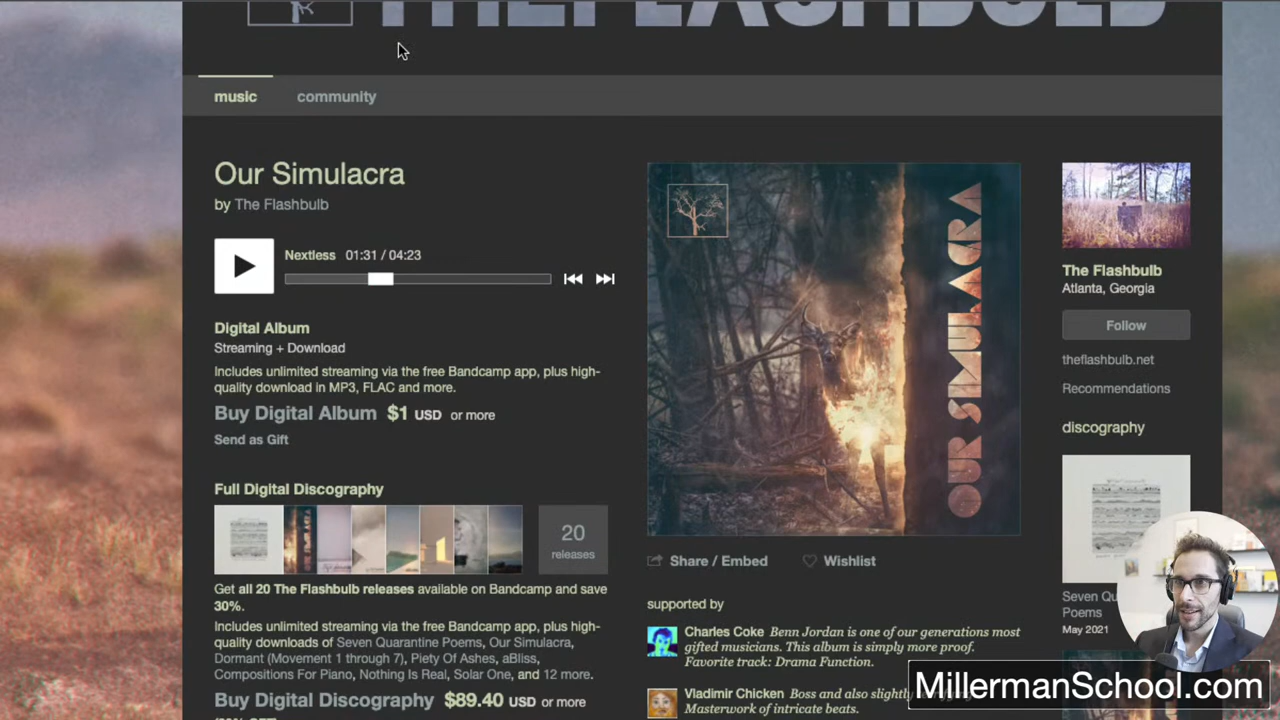 THEFLASHBULB
music
community
Our Simulacra
by The Flashbulb
Nextless 01:31 / 04:23
Digital Album
Streaming + Download
Includes unlimited streaming via the free Bandcamp app, plus high-
quality download in MP3, FLAC and more.
Buy Digital Album $1 USD or more
Send as Gift
Full Digital Discography
20
releases
Get all 20 The Flashbulb releases available on Bandcamp and save
30%.
Includes unlimited streaming via the free Bandcamp app, plus high-
quality downloads of Seven Quarantine Poems, Our Simulacra,
Dormant (Movement 1 through 7), Piety Of Ashes, aBliss,
Compositions For Piano, Nothing Is Real, Solar One, and 12 more.
Buy Digital Discography $89.40 USD or more
OUR SIMULACRA
Share / Embed
Wishlist
supported by
Charles Coke Benn Jordan is one of our generations most
gifted musicians. This album is simply more proof.
Favorite track: Drama Function.
Vladimir Chicken Boss and also slightly
Masterwork of intricate beats.
The Flashbulb
Atlanta, Georgia
Follow
theflashbulb.net
Recommendations
discography
Seven
Poems
May 2021
MillermanSchool.com